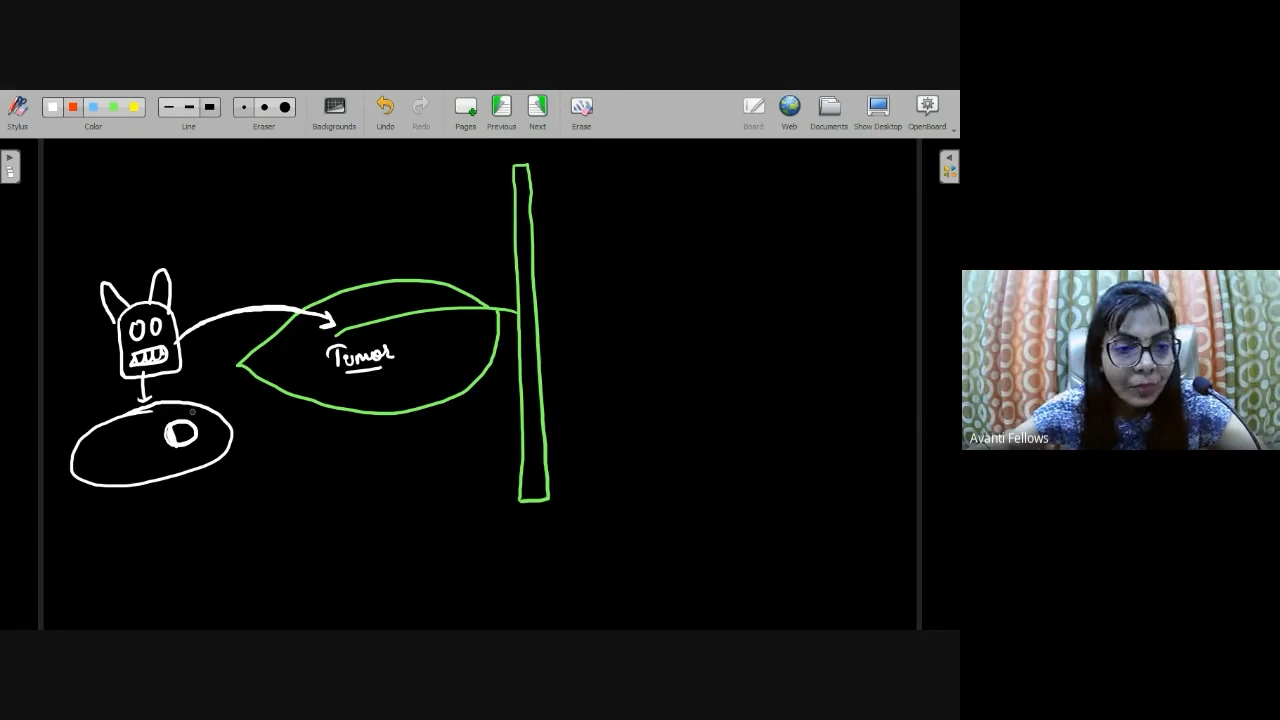 Stylus
Color
Line
Eraser
Backgrounds
Undo
Redo
Pages
Previous
Next
Erase
Board
Web
Documents
Show Desktop
OpenBoard
Tumor
Avanti Fellows